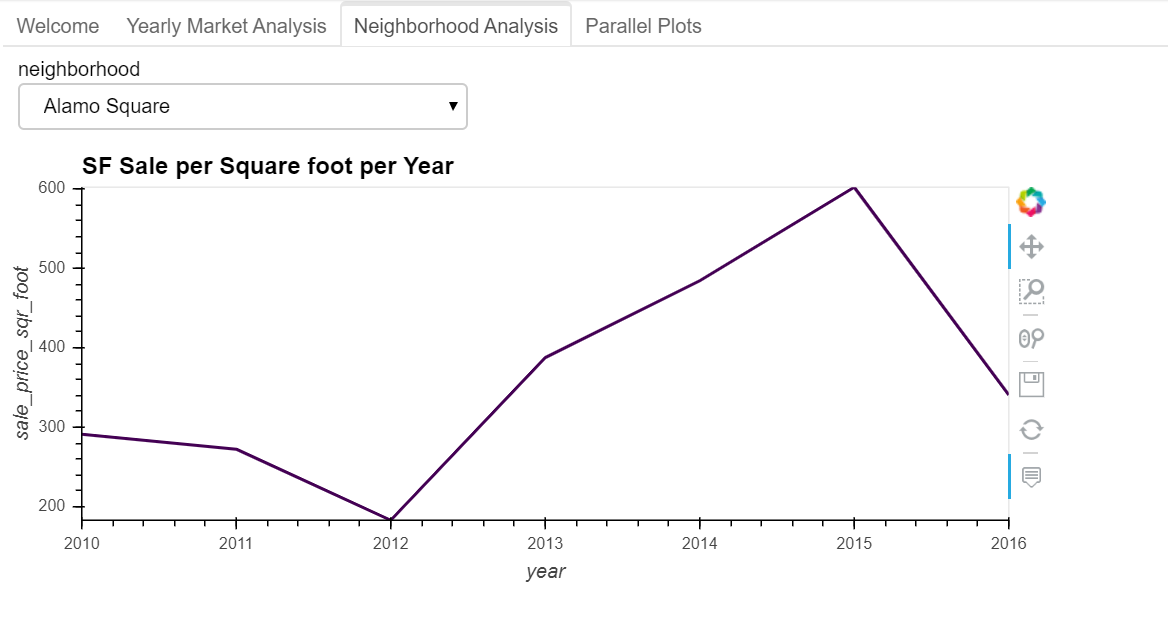 Welcome Yearly Market Analysis Neighborhood Analysis Parallel Plots
neighborhood
Alamo Square
SF Sale per Square foot per Year
sale_price_sqr_foot
600
500
400
300
200
2010 2011 2012 2013 2014 2015 2016
year